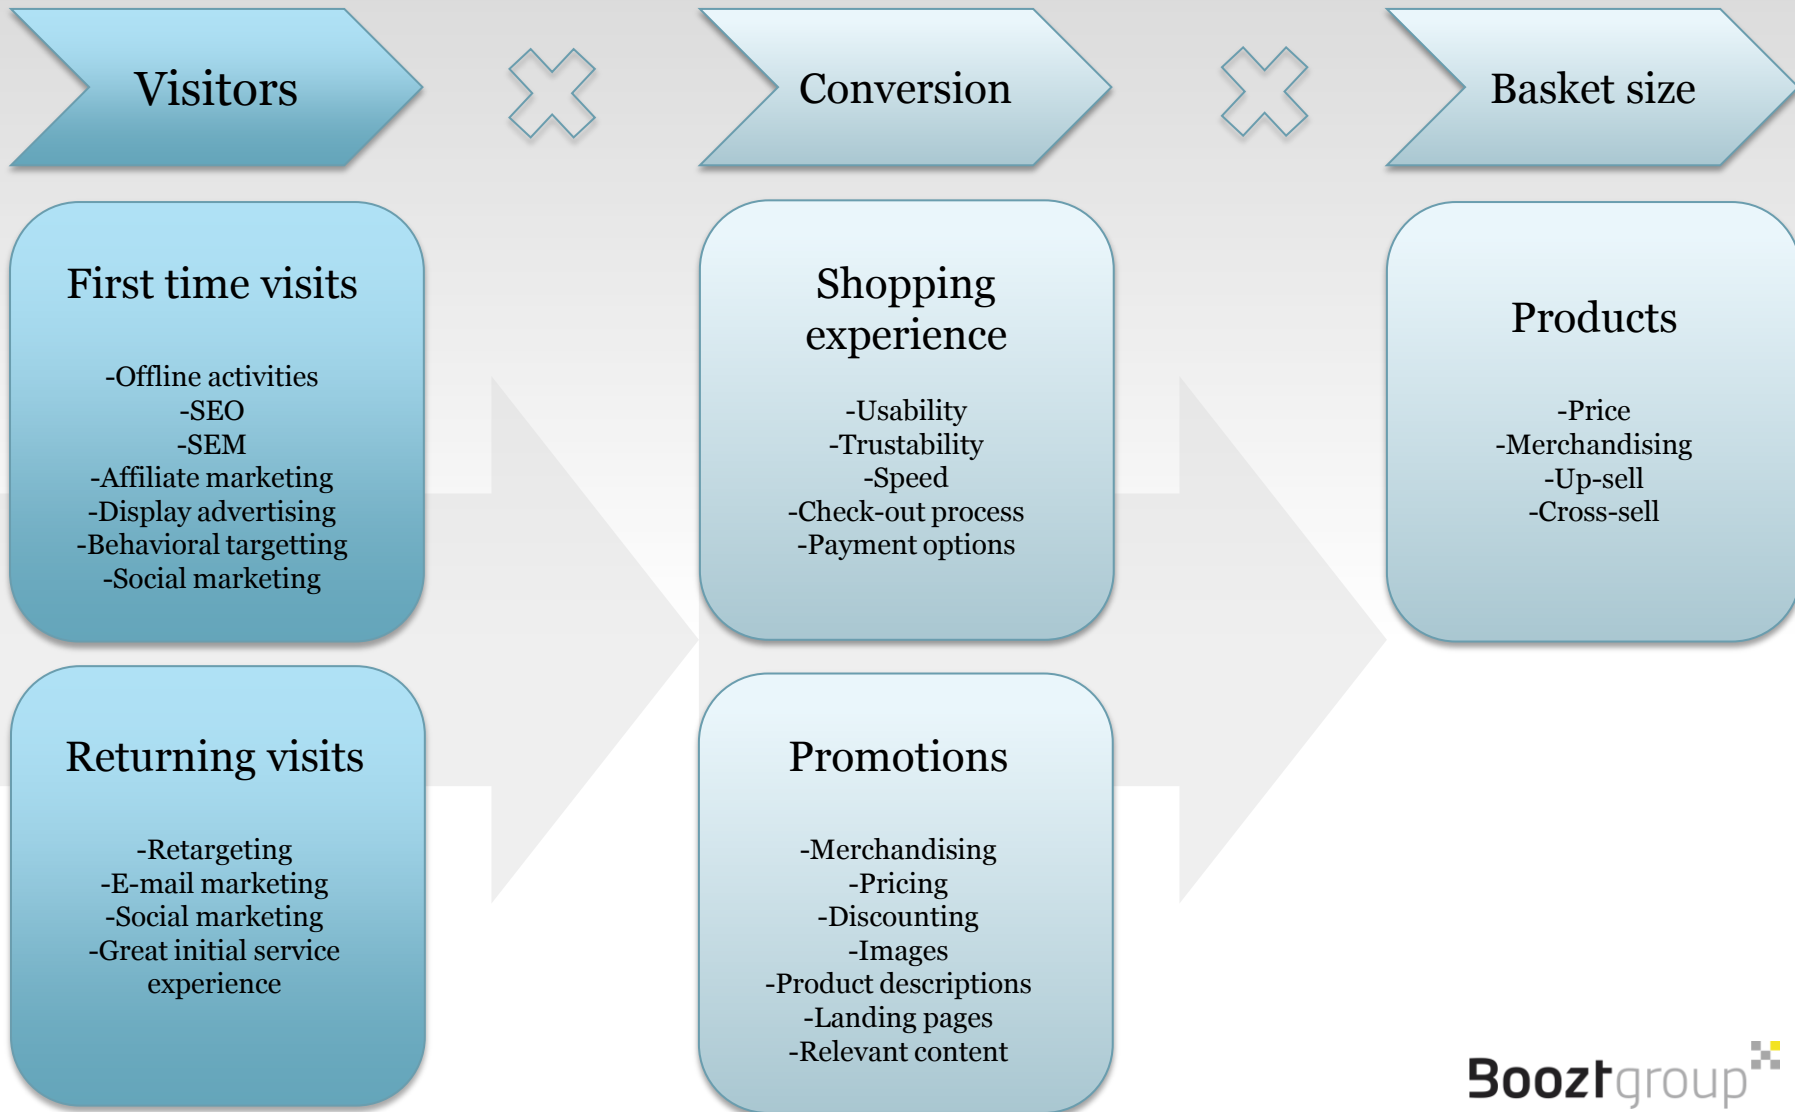 Visitors
Conversion
Basket size
First time visits
-Offline activities
-SEO
-SEM
-Affiliate marketing
-Display advertising
-Behavioral targetting
-Social marketing
Returning visits
-Retargeting
-E-mail marketing
-Social marketing
-Great initial service
experience
Shopping
experience
-Usability
-Trustability
-Speed
-Check-out process
-Payment options
Promotions
-Merchandising
-Pricing
-Discounting
-Images
-Product descriptions
-Landing pages
-Relevant content
Products
-Price
-Merchandising
-Up-sell
-Cross-sell
Booztgroup